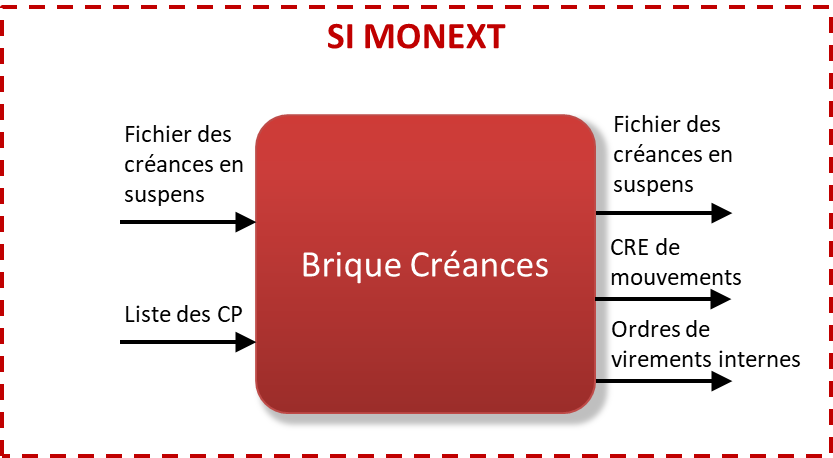 SI MONEXT
Fichier des
créances en
suspens
Liste des CP
Brique Créances
Fichier des
créances en
suspens
CRE de
mouvements
Ordres de
virements internes